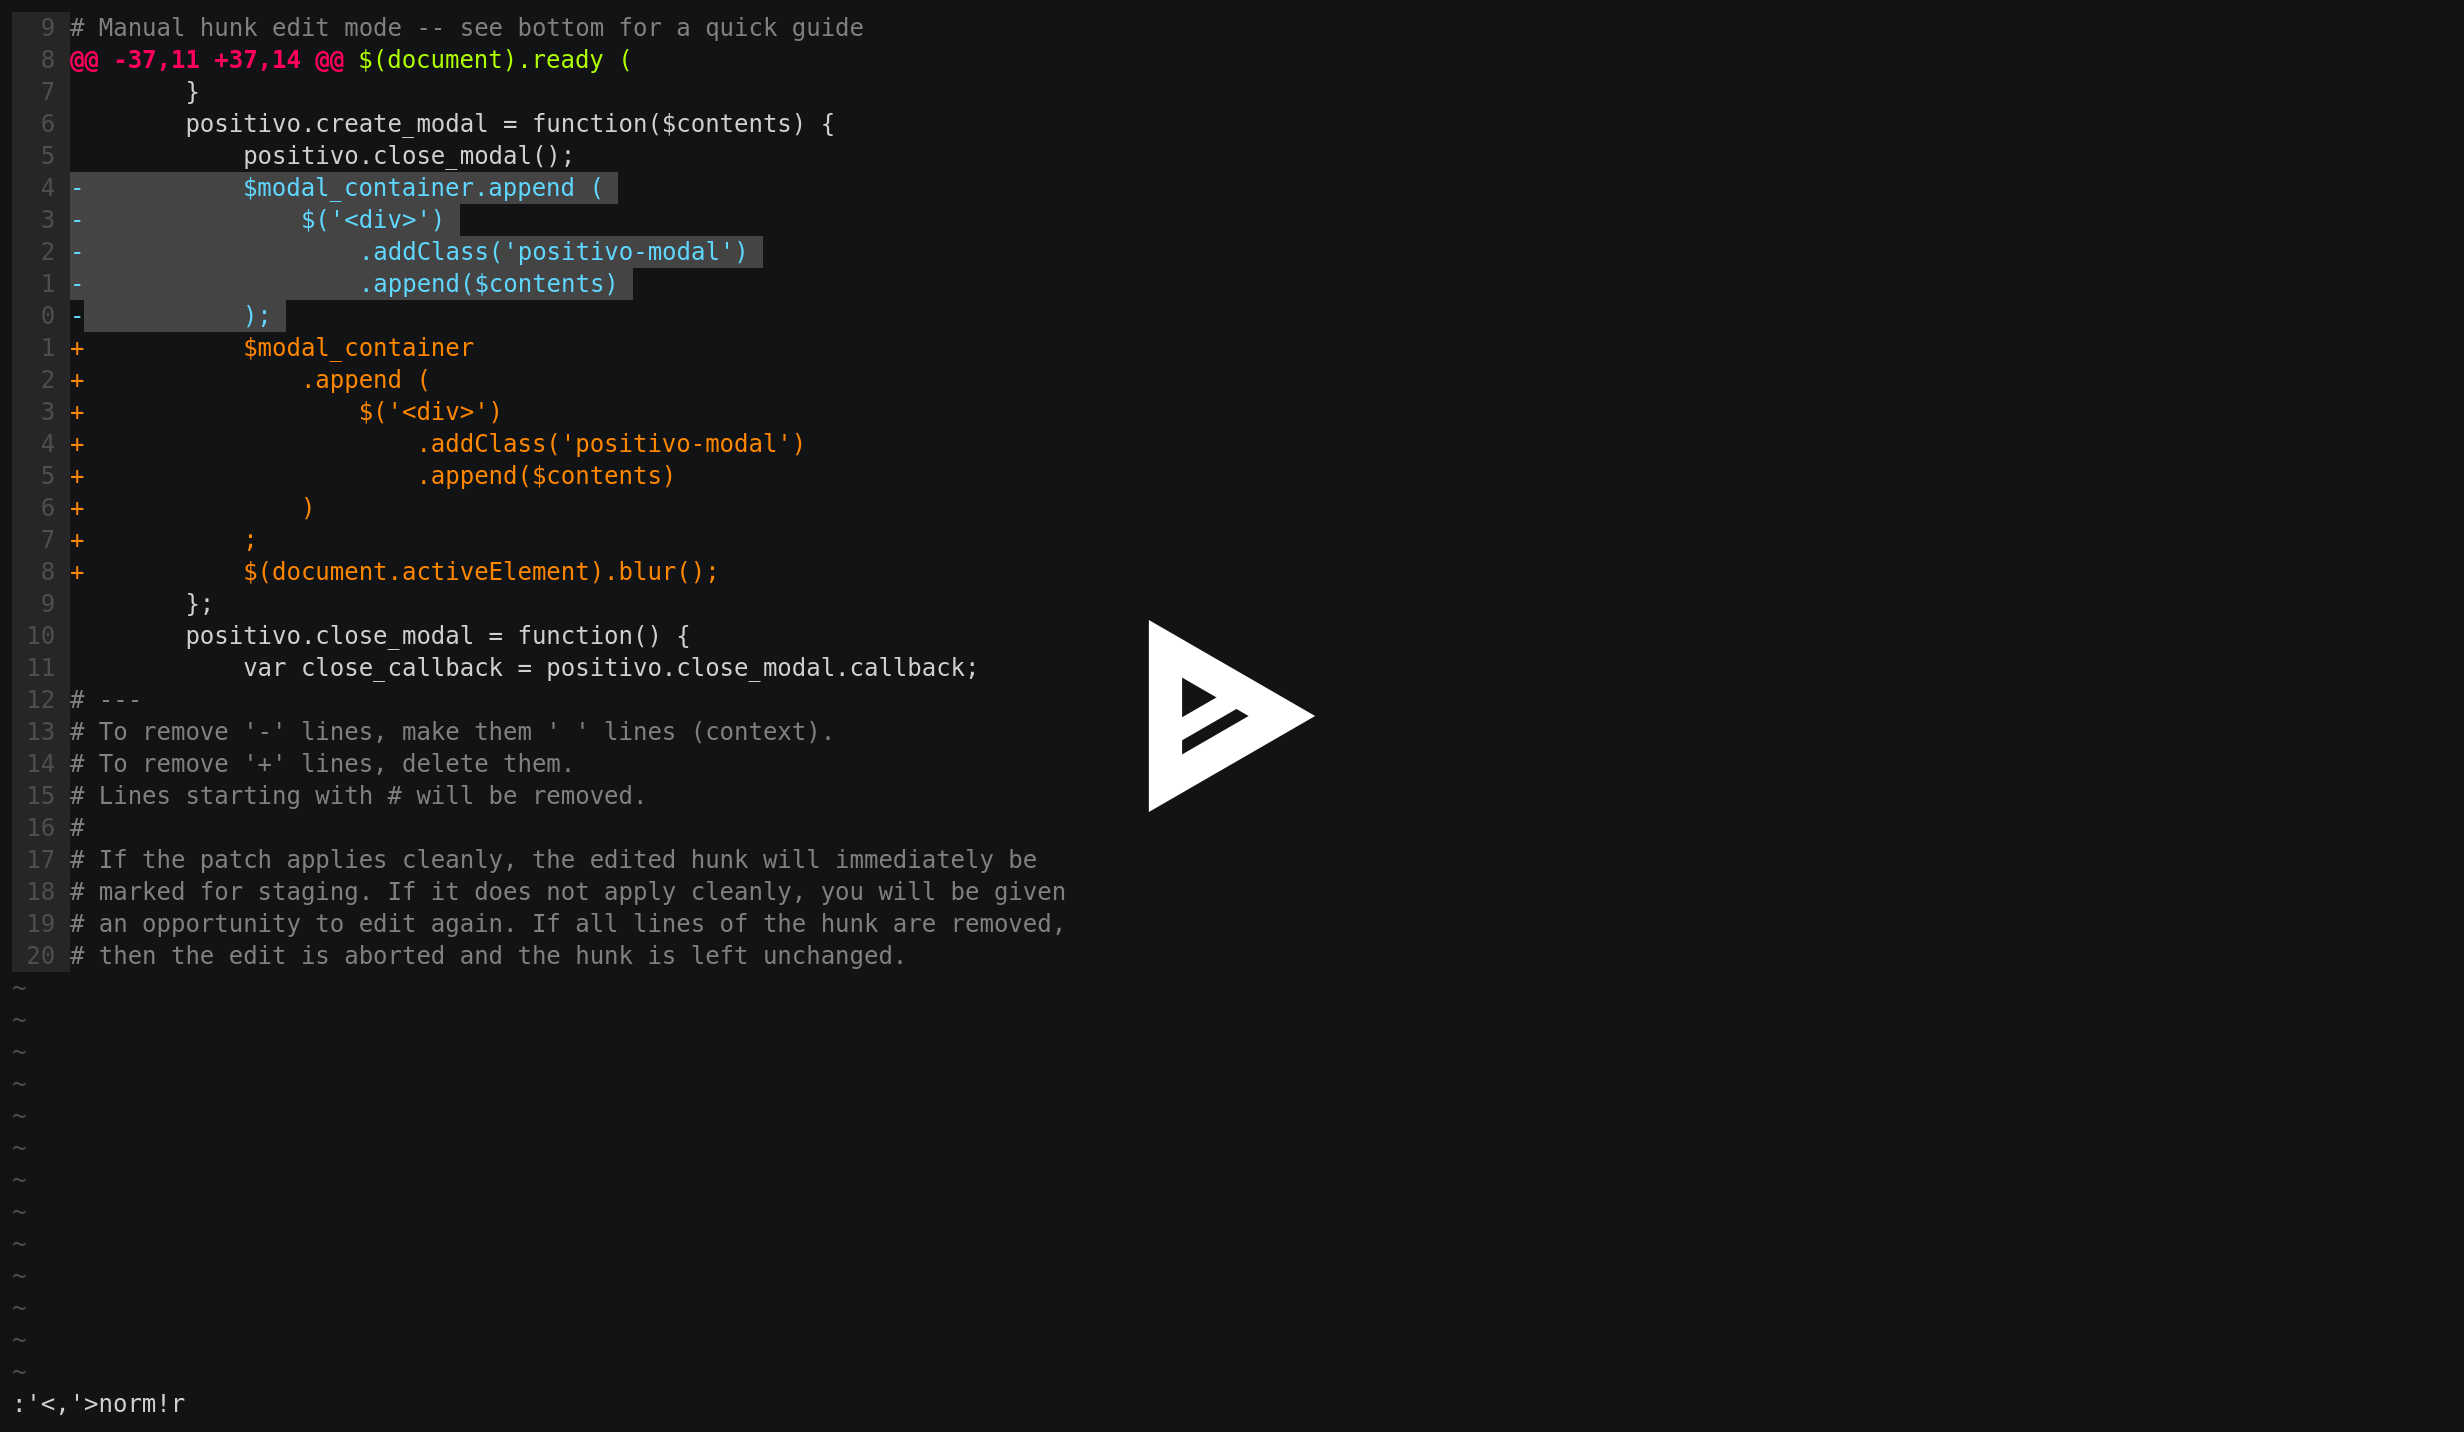 9 # Manual hunk edit mode -- see bottom for a quick guide
8 @@ -37,11 +37,14 @@ $(document).ready (
7         }
6         positivo.create_modal = function($contents) {
5             positivo.close_modal();
4 -           $modal_container.append (
3 -               $('<div>')
2 -                   .addClass('positivo-modal')
1 -                   .append($contents)
0 -           );
1 +           $modal_container
2 +               .append (
3 +                   $('<div>')
4 +                       .addClass('positivo-modal')
5 +                       .append($contents)
6 +               )
7 +           ;
8 +           $(document.activeElement).blur();
9         };
10         positivo.close_modal = function() {
11             var close_callback = positivo.close_modal.callback;
12 # ---
13 # To remove '-' lines, make them ' ' lines (context).
14 # To remove '+' lines, delete them.
15 # Lines starting with # will be removed.
16 #
17 # If the patch applies cleanly, the edited hunk will immediately be
18 # marked for staging. If it does not apply cleanly, you will be given
19 # an opportunity to edit again. If all lines of the hunk are removed,
20 # then the edit is aborted and the hunk is left unchanged.
~
~
~
~
~
~
~
~
~
~
~
~
~
:'<,'>norm!r